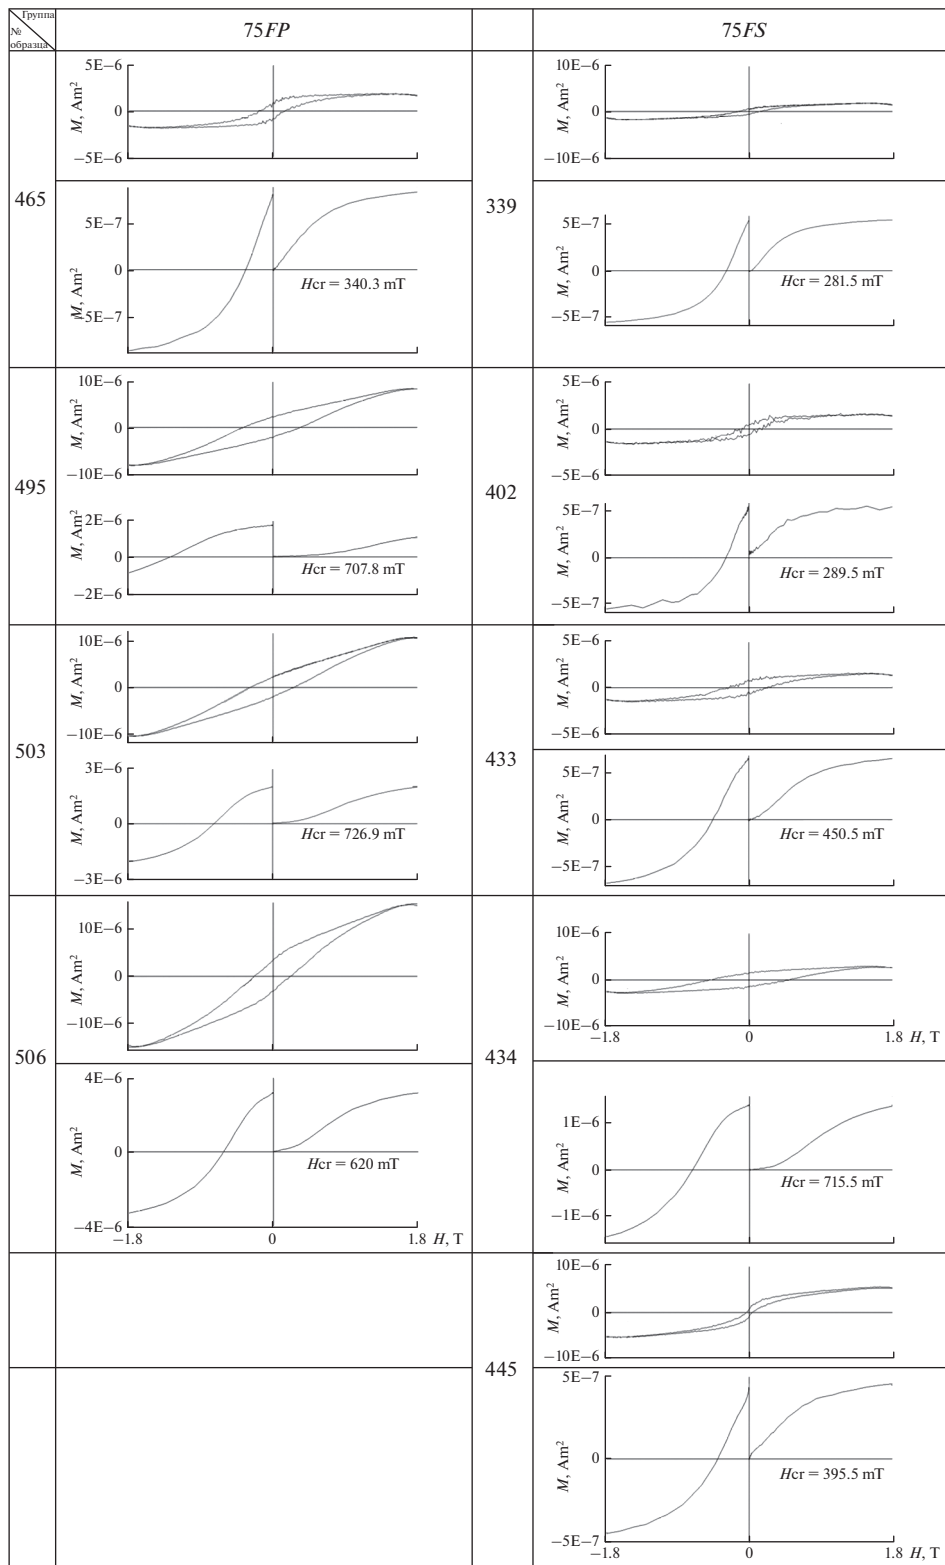 Группа
№
образца
75FP
75FS
465
5E−6
0
−5E−6
M, Am²
5E−7
0
−5E−7
M, Am²
Hcr = 340.3 mT
339
10E−6
0
−10E−6
M, Am²
5E−7
0
−5E−7
M, Am²
Hcr = 281.5 mT
495
10E−6
0
−10E−6
M, Am²
2E−6
0
−2E−6
M, Am²
Hcr = 707.8 mT
402
5E−6
0
−5E−6
M, Am²
5E−7
0
−5E−7
M, Am²
Hcr = 289.5 mT
503
10E−6
0
−10E−6
M, Am²
3E−6
0
−3E−6
M, Am²
Hcr = 726.9 mT
433
5E−6
0
−5E−6
M, Am²
5E−7
0
−5E−7
M, Am²
Hcr = 450.5 mT
506
10E−6
0
−10E−6
M, Am²
4E−6
0
−4E−6
M, Am²
Hcr = 620 mT
−1.8 0 1.8 H, T
434
10E−6
0
−10E−6
M, Am²
−1.8 0 1.8 H, T
1E−6
0
−1E−6
M, Am²
Hcr = 715.5 mT
445
10E−6
0
−10E−6
M, Am²
5E−7
0
−5E−7
M, Am²
Hcr = 395.5 mT
−1.8 0 1.8 H, T